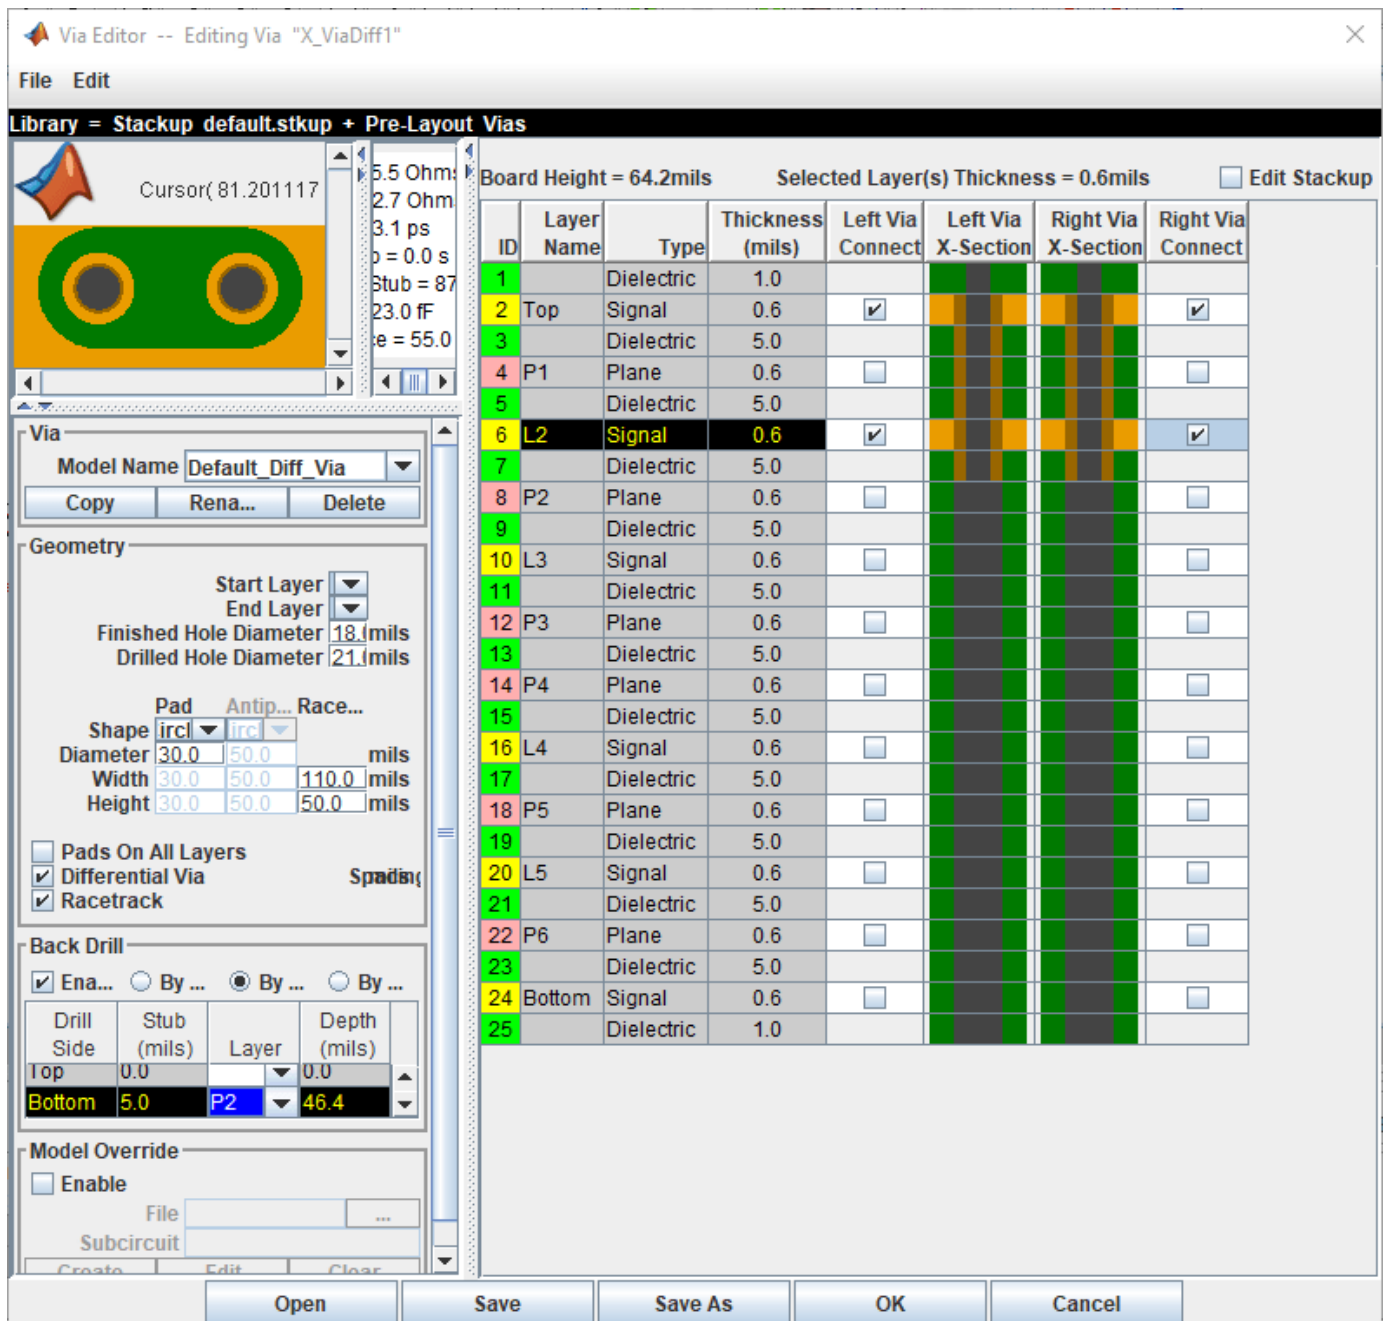 Via Editor -- Editing Via "X_ViaDiff1"
File Edit
Library = Stackup default.stkup + Pre-Layout Vias
Cursor( 81.201117
5.5 Ohm
2.7 Ohm
3.1 ps
= 0.0 s
Stub = 87
23.0 fF
e = 55.0
Via
Model Name Default_Diff_Via
Copy Rena... Delete
Geometry
Start Layer
End Layer
Finished Hole Diameter 18. mils
Drilled Hole Diameter 21. mils
Pad Antip... Race...
Shape ircl ircl
Diameter 30.0 50.0 mils
Width 30.0 50.0 110.0 mils
Height 30.0 50.0 50.0 mils
Pads On All Layers
Differential Via
Racetrack
Back Drill
Ena... By ... By ... By ...
Drill Side Stub (mils) Layer Depth (mils)
Top 0.0 0.0
Bottom 5.0 P2 46.4
Model Override
Enable
File ...
Subcircuit
Create Edit Clear
Board Height = 64.2mils Selected Layer(s) Thickness = 0.6mils Edit Stackup
ID Layer Name Type Thickness (mils) Left Via Connect Left Via X-Section Right Via X-Section Right Via Connect
1 Dielectric 1.0
2 Top Signal 0.6
3 Dielectric 5.0
4 P1 Plane 0.6
5 Dielectric 5.0
6 L2 Signal 0.6
7 Dielectric 5.0
8 P2 Plane 0.6
9 Dielectric 5.0
10 L3 Signal 0.6
11 Dielectric 5.0
12 P3 Plane 0.6
13 Dielectric 5.0
14 P4 Plane 0.6
15 Dielectric 5.0
16 L4 Signal 0.6
17 Dielectric 5.0
18 P5 Plane 0.6
19 Dielectric 5.0
20 L5 Signal 0.6
21 Dielectric 5.0
22 P6 Plane 0.6
23 Dielectric 5.0
24 Bottom Signal 0.6
25 Dielectric 1.0
Open Save Save As OK Cancel